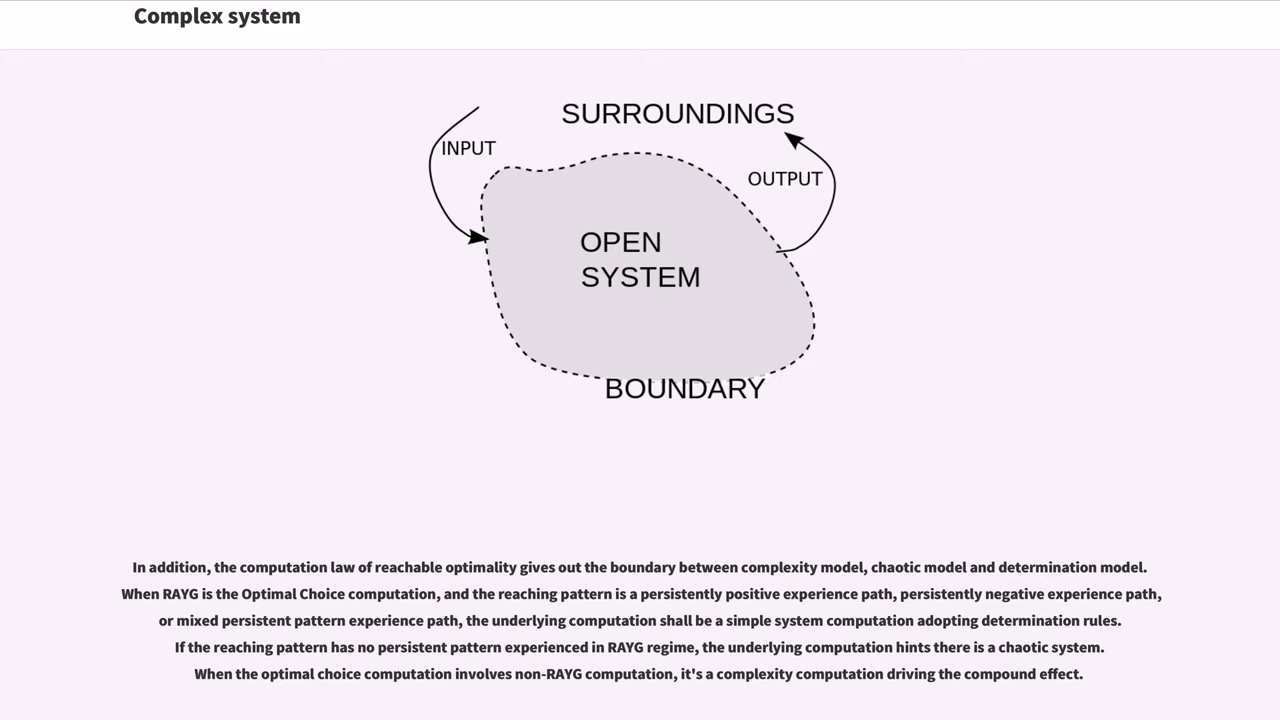 Complex system
SURROUNDINGS
INPUT
OUTPUT
OPEN
SYSTEM
BOUNDARY
In addition, the computation law of reachable optimality gives out the boundary between complexity model, chaotic model and determination model.
When RAYG is the Optimal Choice computation, and the reaching pattern is a persistently positive experience path, persistently negative experience path,
or mixed persistent pattern experience path, the underlying computation shall be a simple system computation adopting determination rules.
If the reaching pattern has no persistent pattern experienced in RAYG regime, the underlying computation hints there is a chaotic system.
When the optimal choice computation involves non-RAYG computation, it's a complexity computation driving the compound effect.